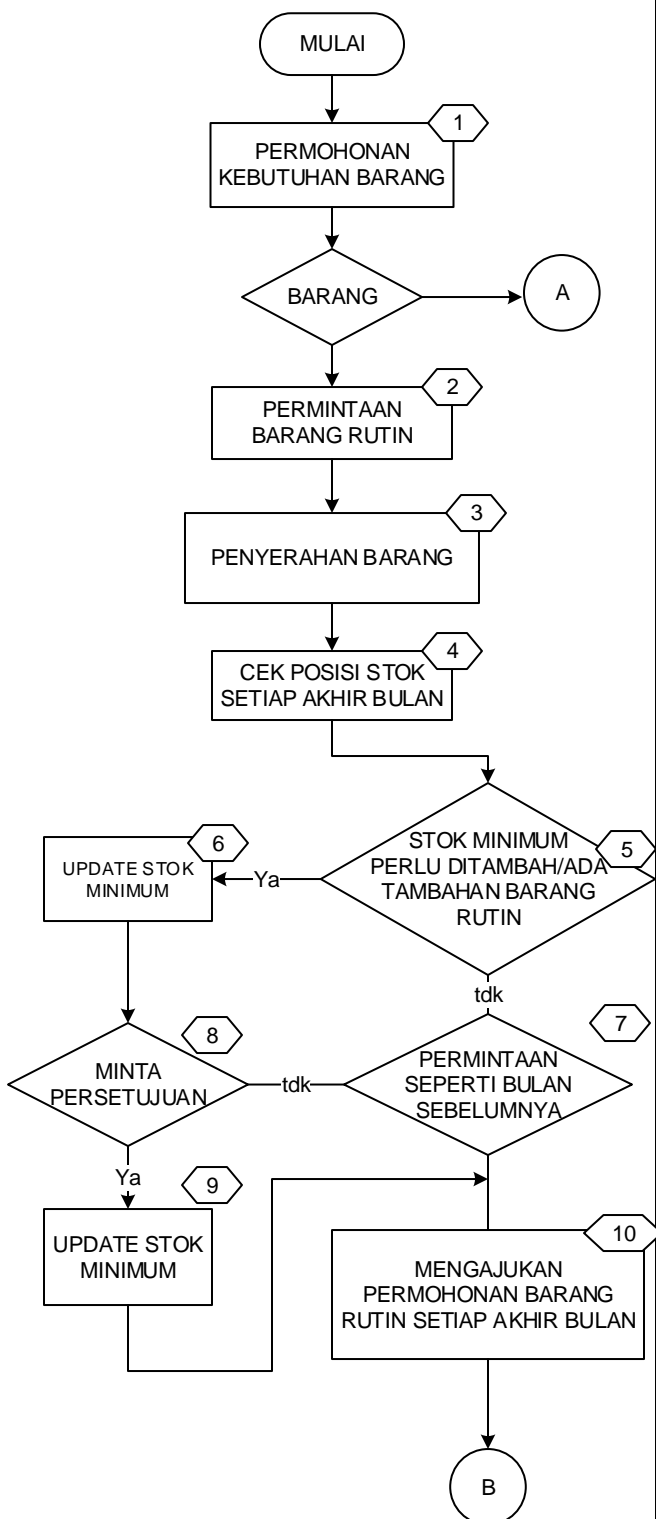 MULAI
1
PERMOHONAN
KEBUTUHAN BARANG
BARANG
A
2
PERMINTAAN
BARANG RUTIN
3
PENYERAHAN BARANG
4
CEK POSISI STOK
SETIAP AKHIR BULAN
5
STOK MINIMUM
PERLU DITAMBAH/ADA
TAMBAHAN BARANG
RUTIN
Ya
6
UPDATE STOK
MINIMUM
tdk
7
PERMINTAAN
SEPERTI BULAN
SEBELUMNYA
8
MINTA
PERSETUJUAN
tdk
Ya
9
UPDATE STOK
MINIMUM
10
MENGAJUKAN
PERMOHONAN BARANG
RUTIN SETIAP AKHIR BULAN
B